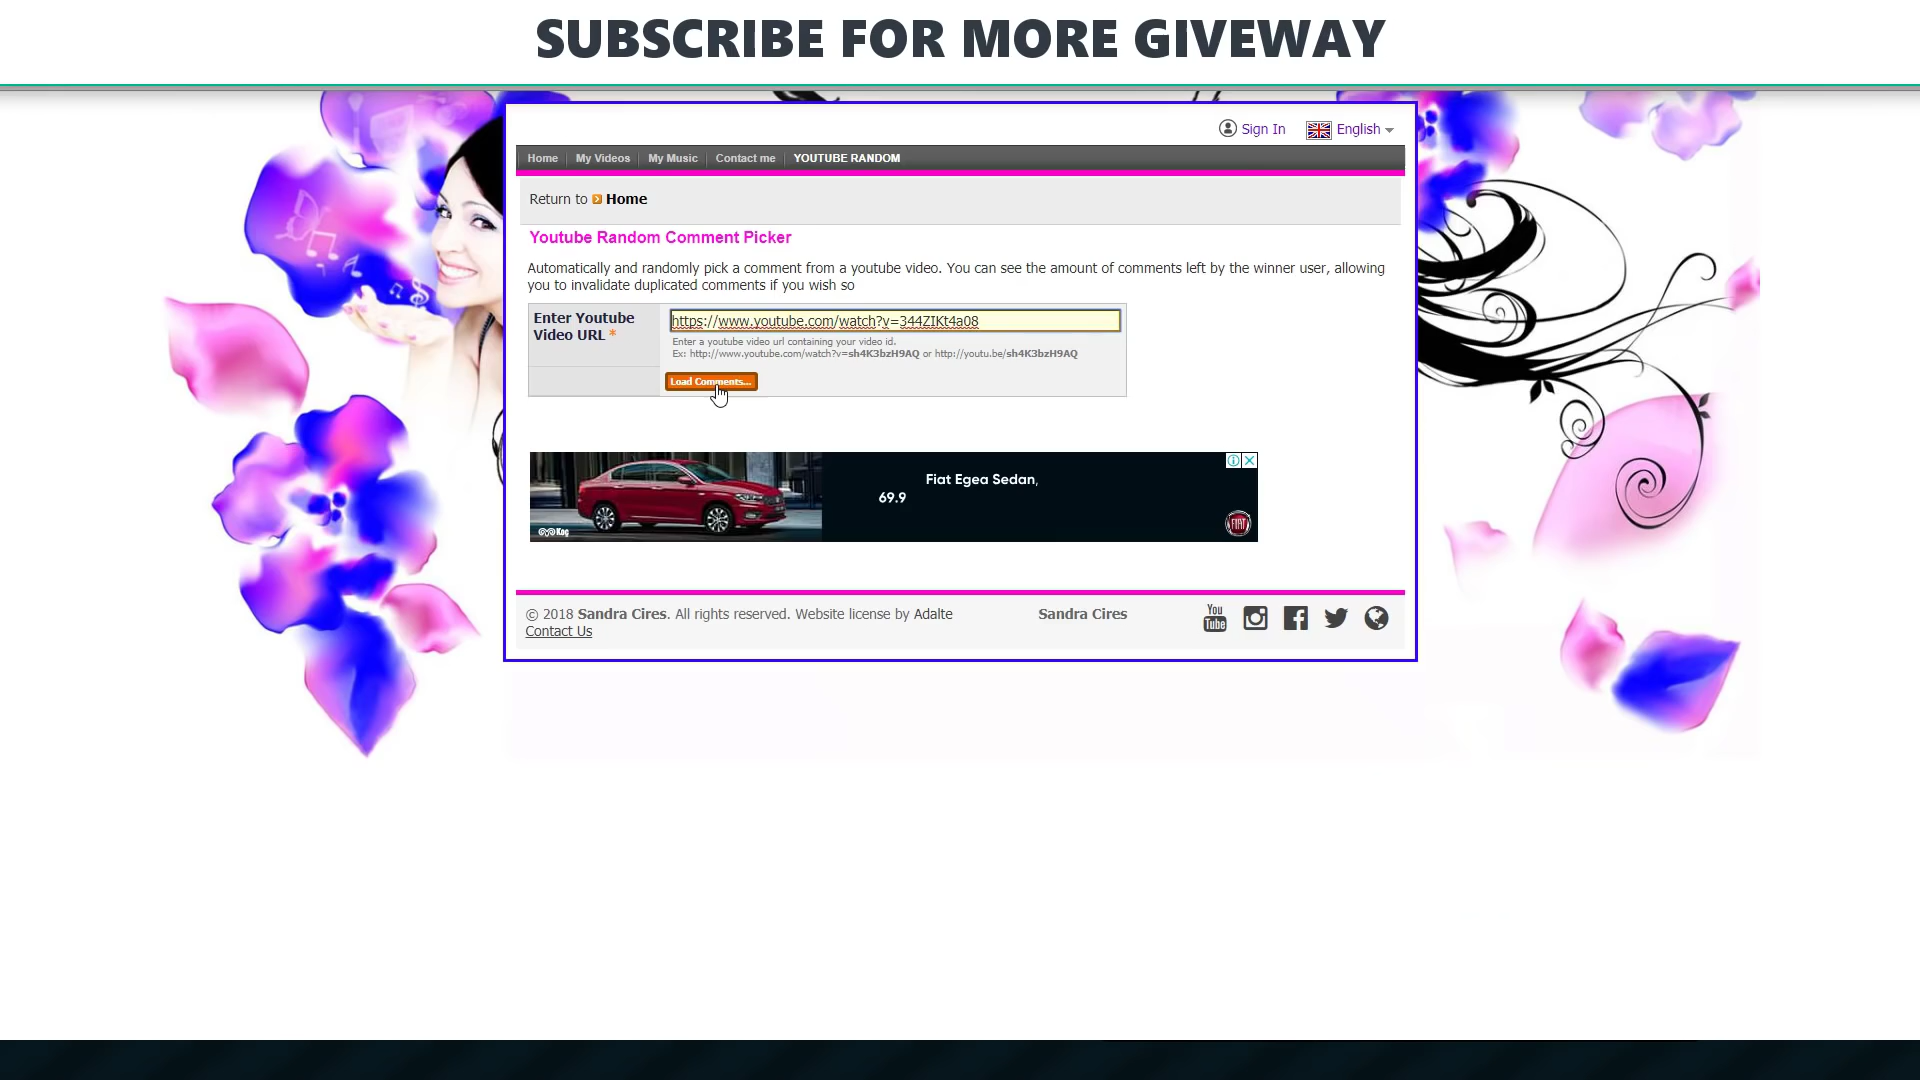 SUBSCRIBE FOR MORE GIVEWAY
Sign In English
Home My Videos My Music Contact me YOUTUBE RANDOM
Return to Home
Youtube Random Comment Picker
Automatically and randomly pick a comment from a youtube video. You can see the amount of comments left by the winner user, allowing
you to invalidate duplicated comments if you wish so
Enter Youtube
Video URL *
https://www.youtube.com/watch?v=344ZIKt4a08
Enter a youtube video url containing your video id.
Ex: http://www.youtube.com/watch?v=sh4K3bzH9AQ or http://youtu.be/sh4K3bzH9AQ
Load Comments...
Fiat Egea Sedan,
69.9
Koç
FIAT
© 2018 Sandra Cires. All rights reserved. Website license by Adalte
Contact Us
Sandra Cires
You
Tube